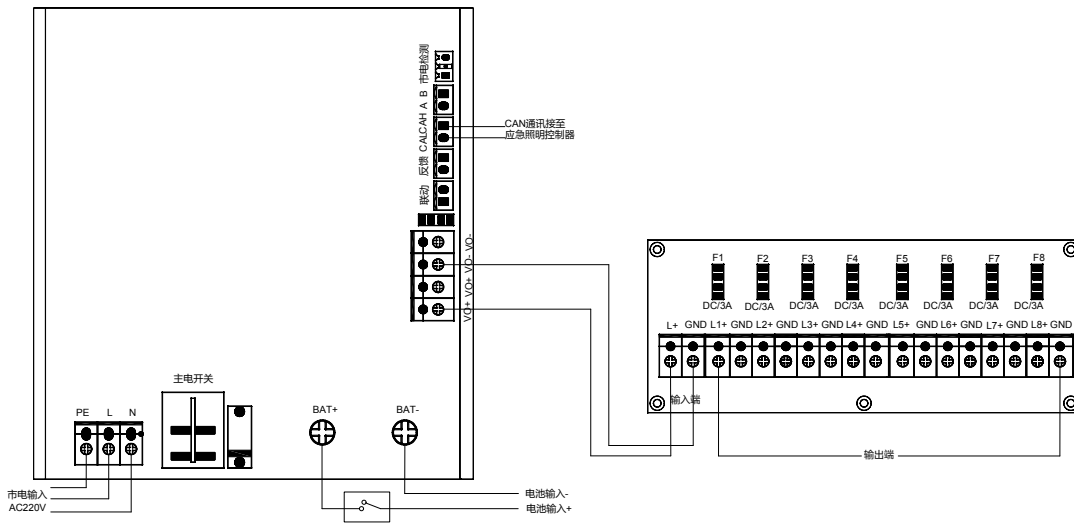 市电检测
A B
CAL CAH
CAN通讯接至
应急照明控制器
反馈
联动
VO+ VO+ VO- VO-
F1 F2 F3 F4 F5 F6 F7 F8
DC/3A DC/3A DC/3A DC/3A DC/3A DC/3A DC/3A DC/3A
L+ GND L1+ GND L2+ GND L3+ GND L4+ GND L5+ GND L6+ GND L7+ GND L8+ GND
输入端
输出端
主电开关
PE L N
BAT+ BAT-
市电输入
AC220V
电池输入-
电池输入+